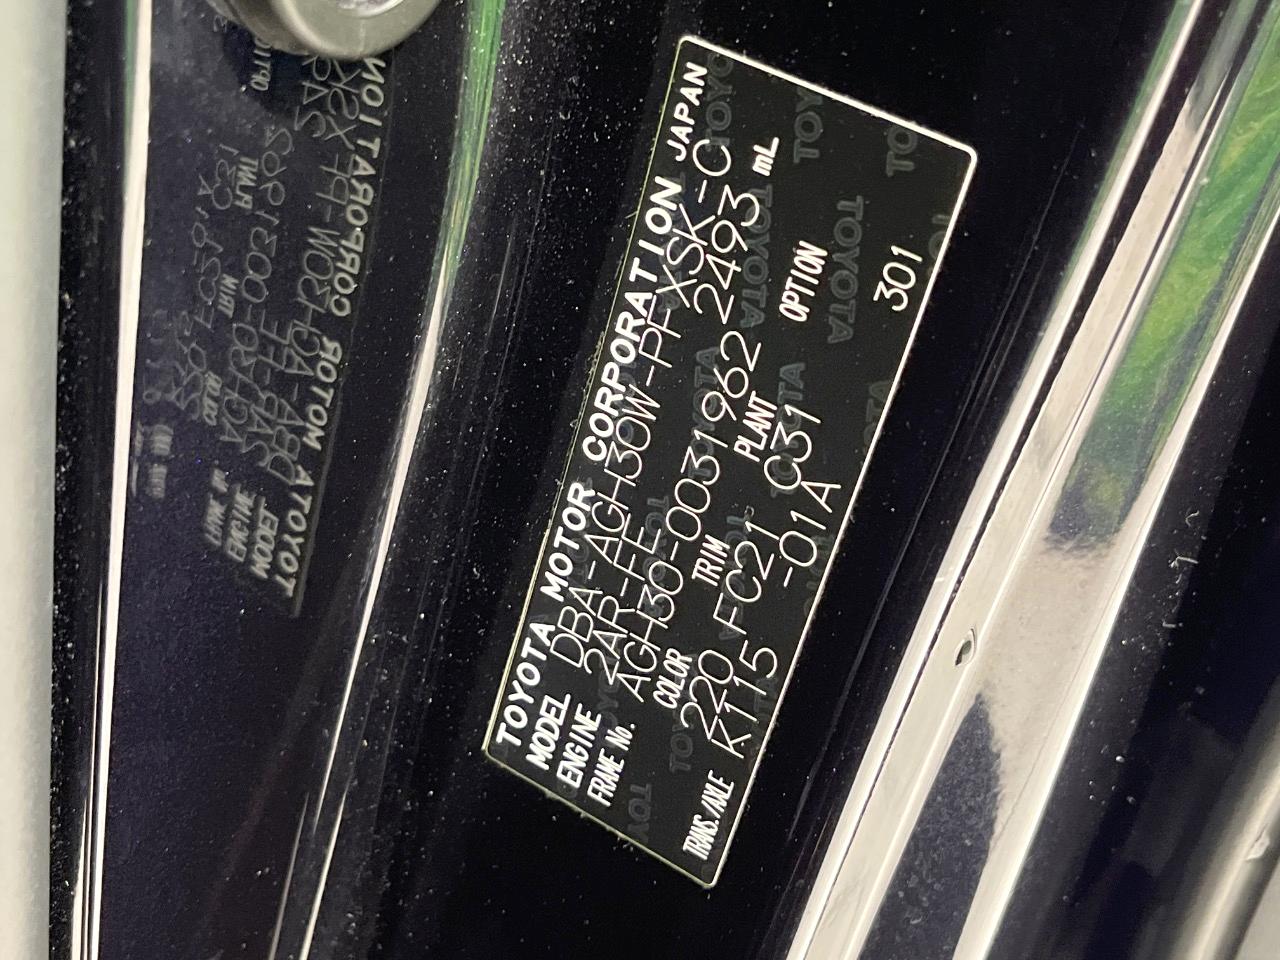 TOYOTA MOTOR CORPORATION JAPAN
MODEL DBA-AGH30W-PFXSK-C
ENGINE 2AR-FE 2493 mL
FRAME No. AGH30-0031962
COLOR TRIM PLANT OPTION
220 FC21 C31 301
TRANS./AXLE K115 -01A